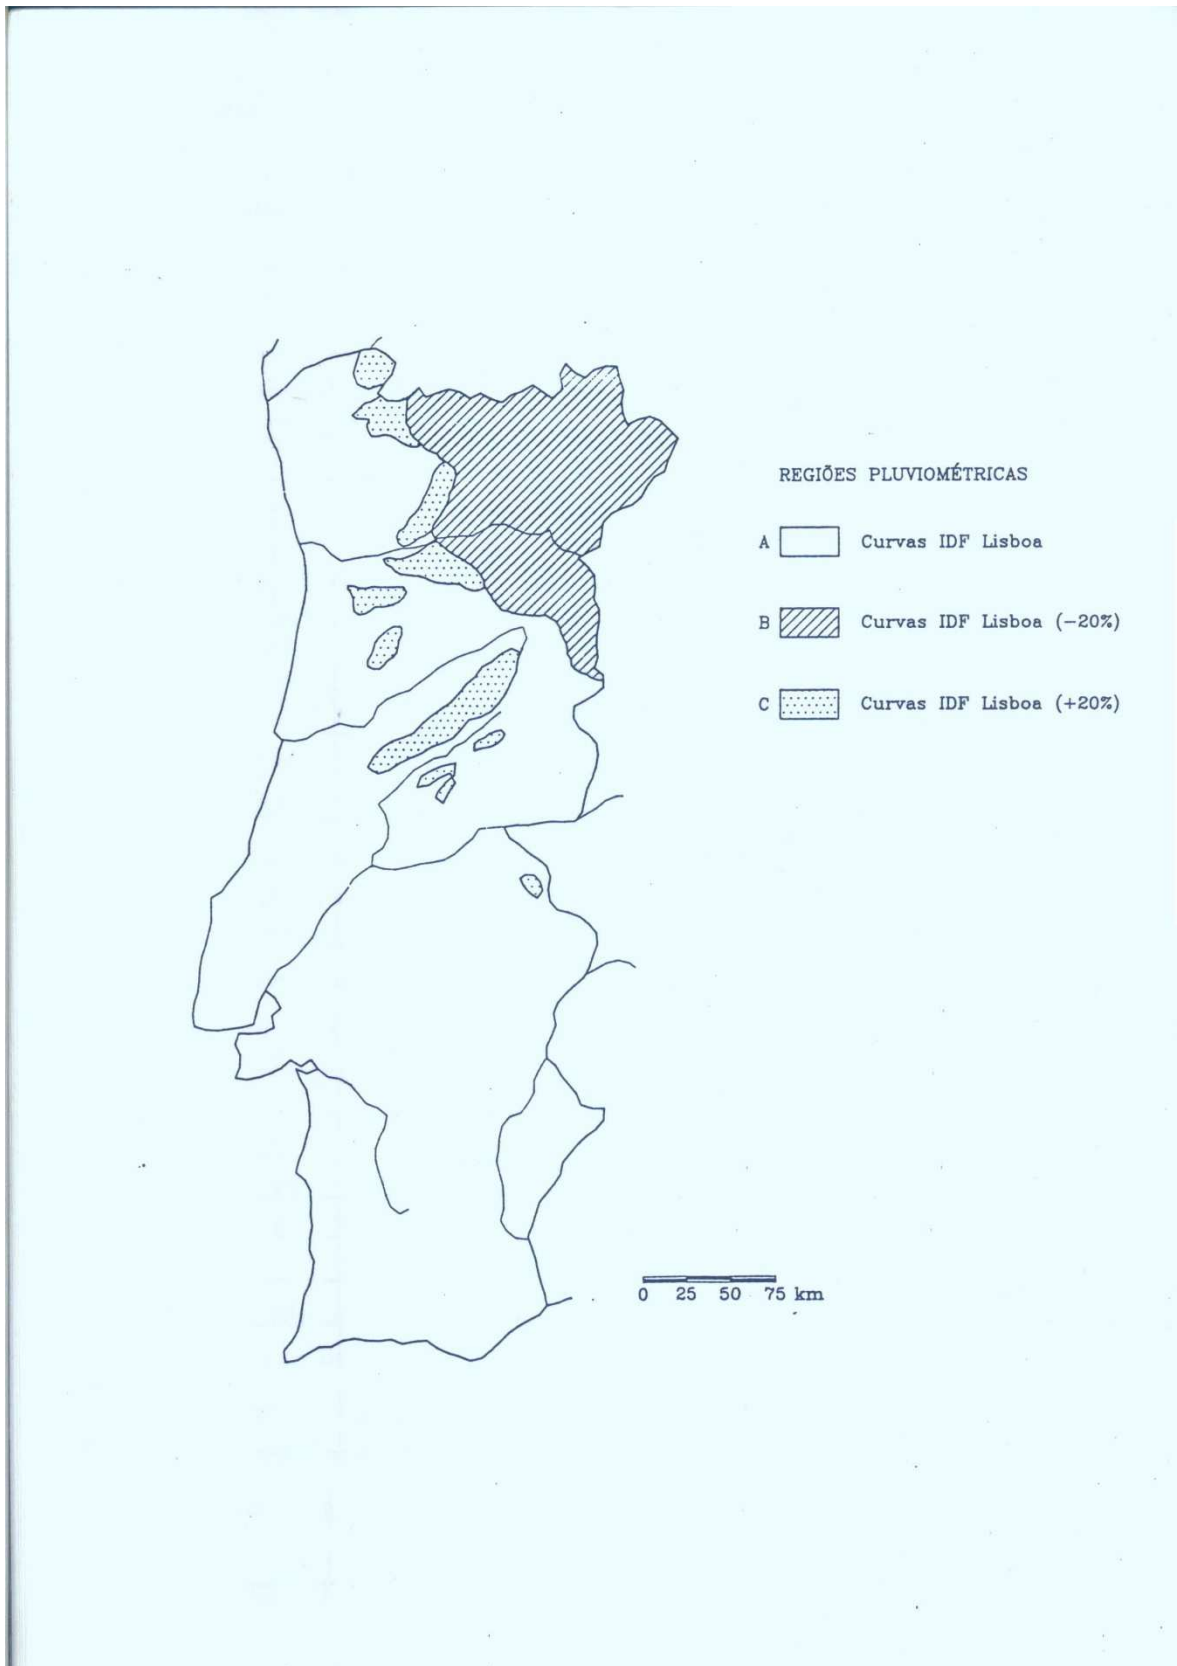 REGIÕES PLUVIOMÉTRICAS
A Curvas IDF Lisboa
B Curvas IDF Lisboa (−20%)
C Curvas IDF Lisboa (+20%)
0 25 50 75 km